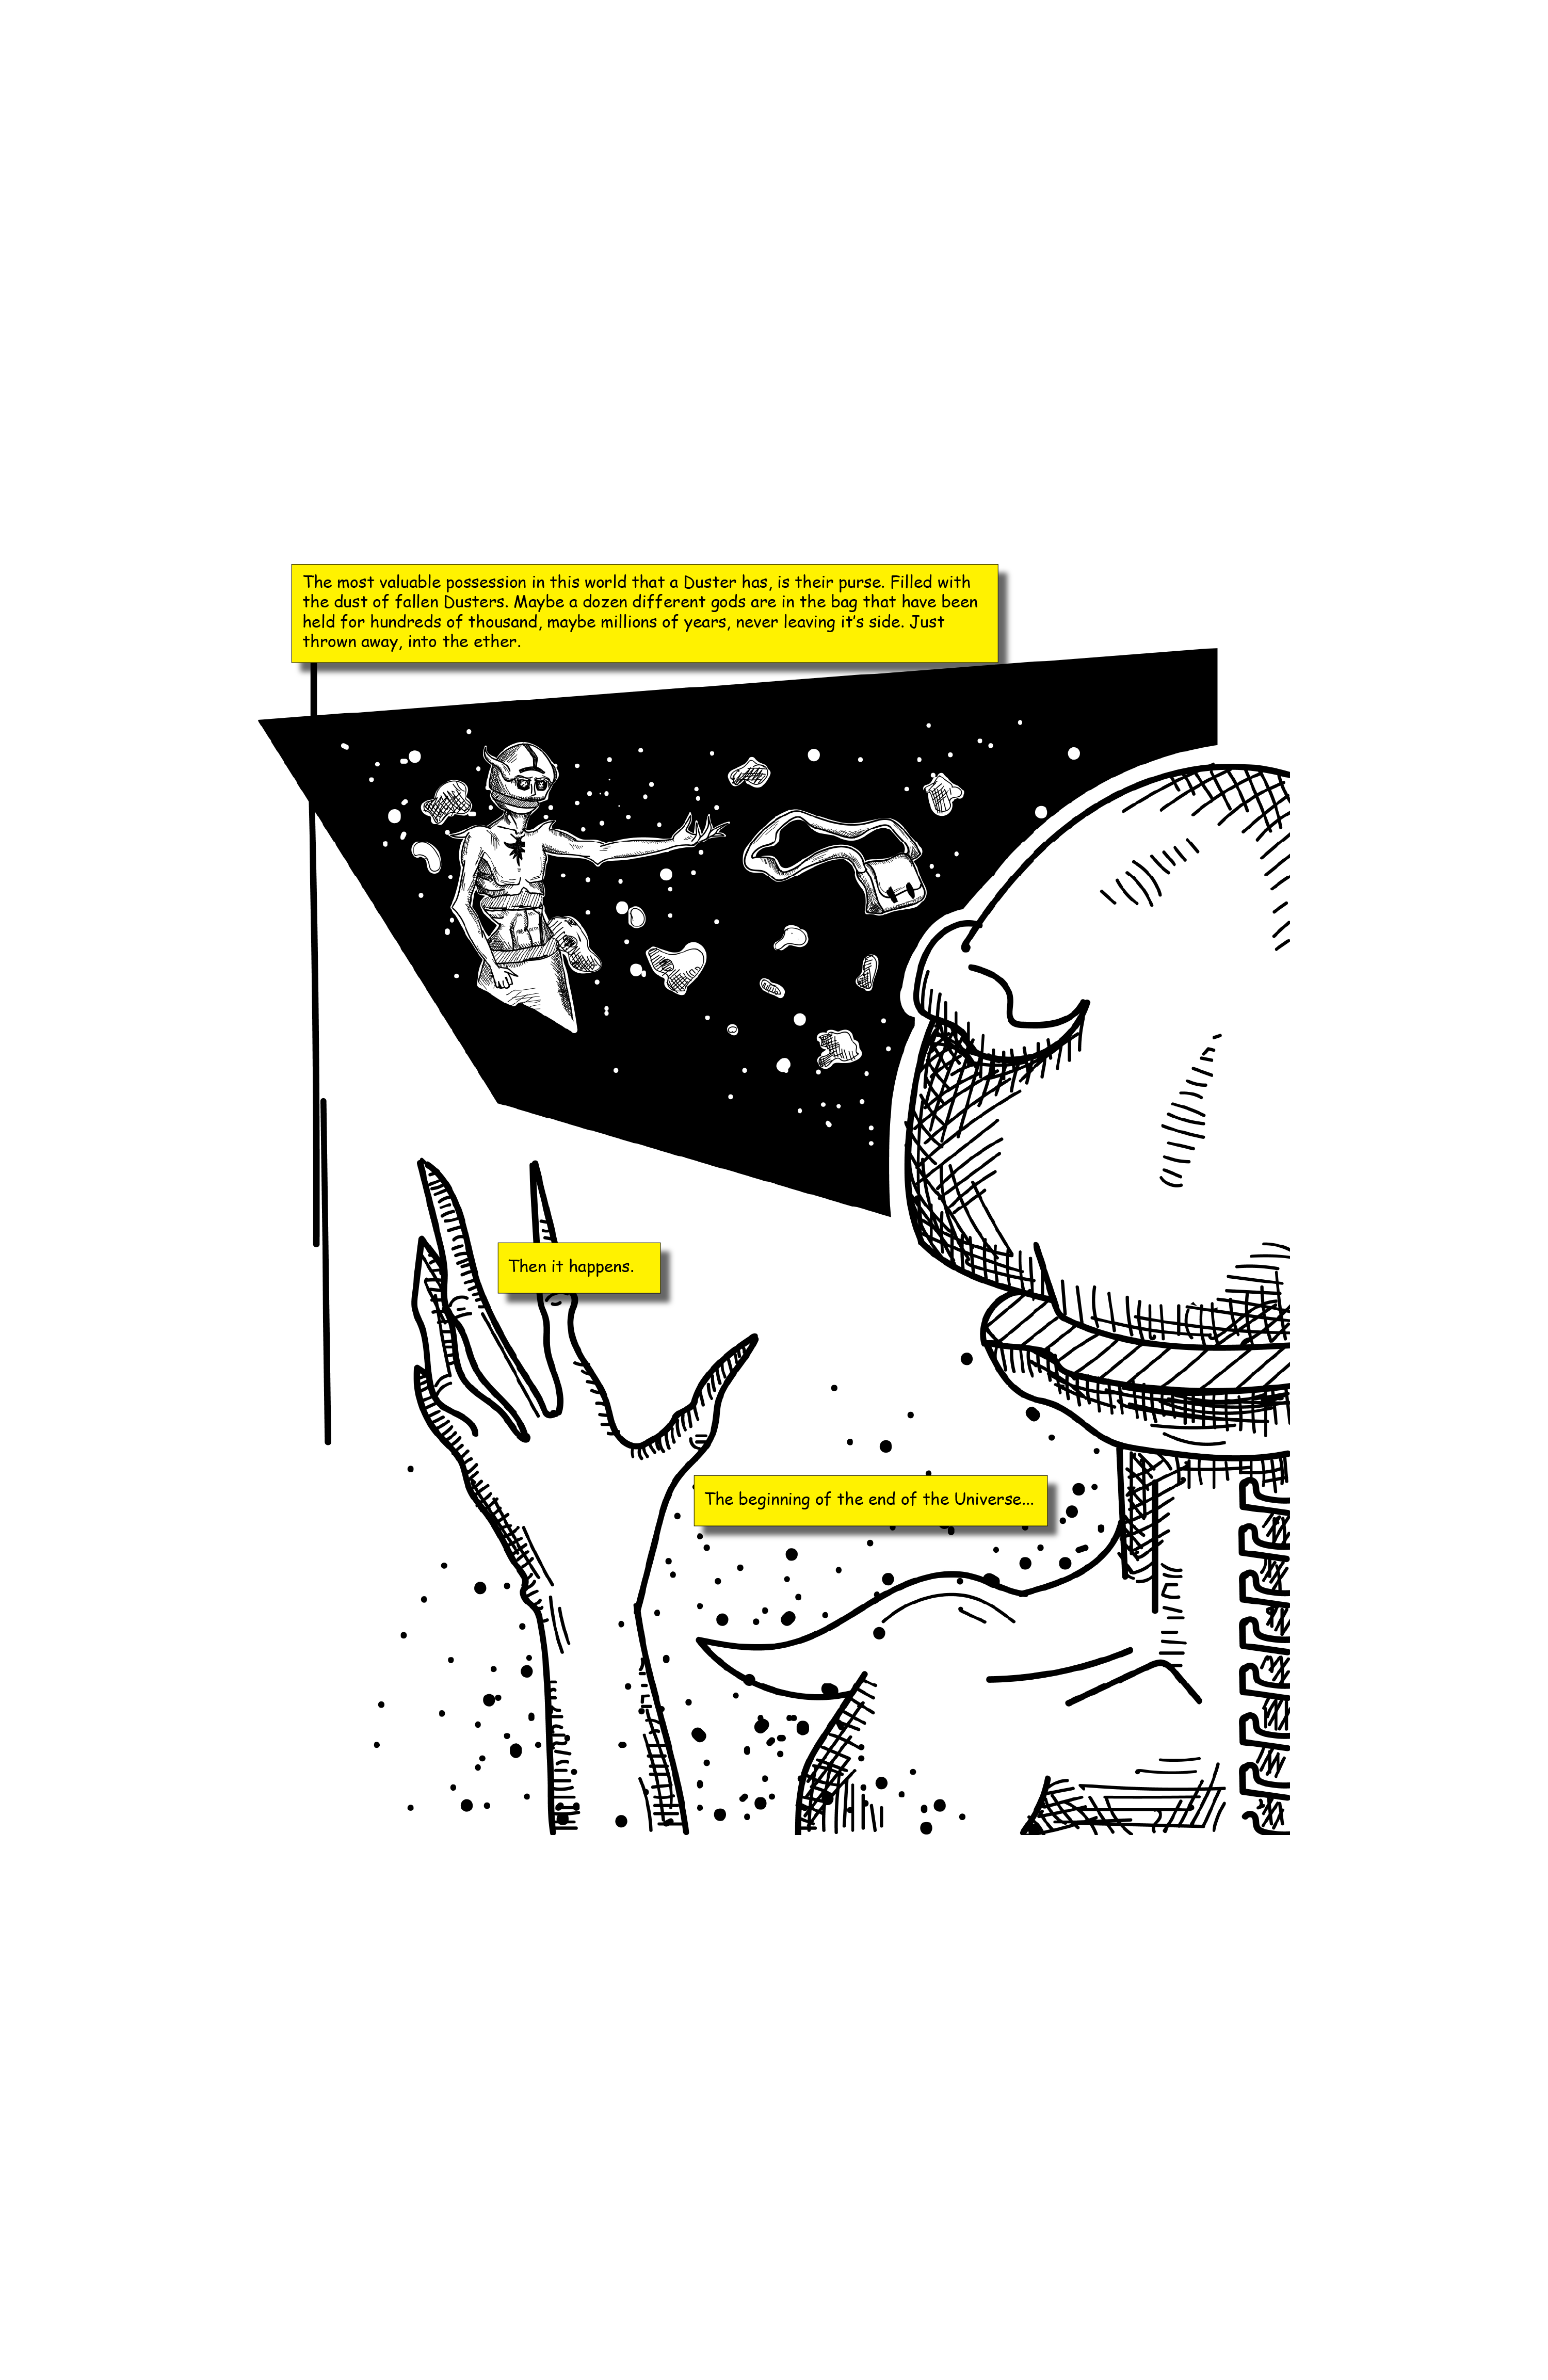 The most valuable possession in this world that a Duster has, is their purse. Filled with
the dust of fallen Dusters. Maybe a dozen different gods are in the bag that have been
held for hundreds of thousand, maybe millions of years, never leaving it's side. Just
thrown away, into the ether.
Then it happens.
The beginning of the end of the Universe...